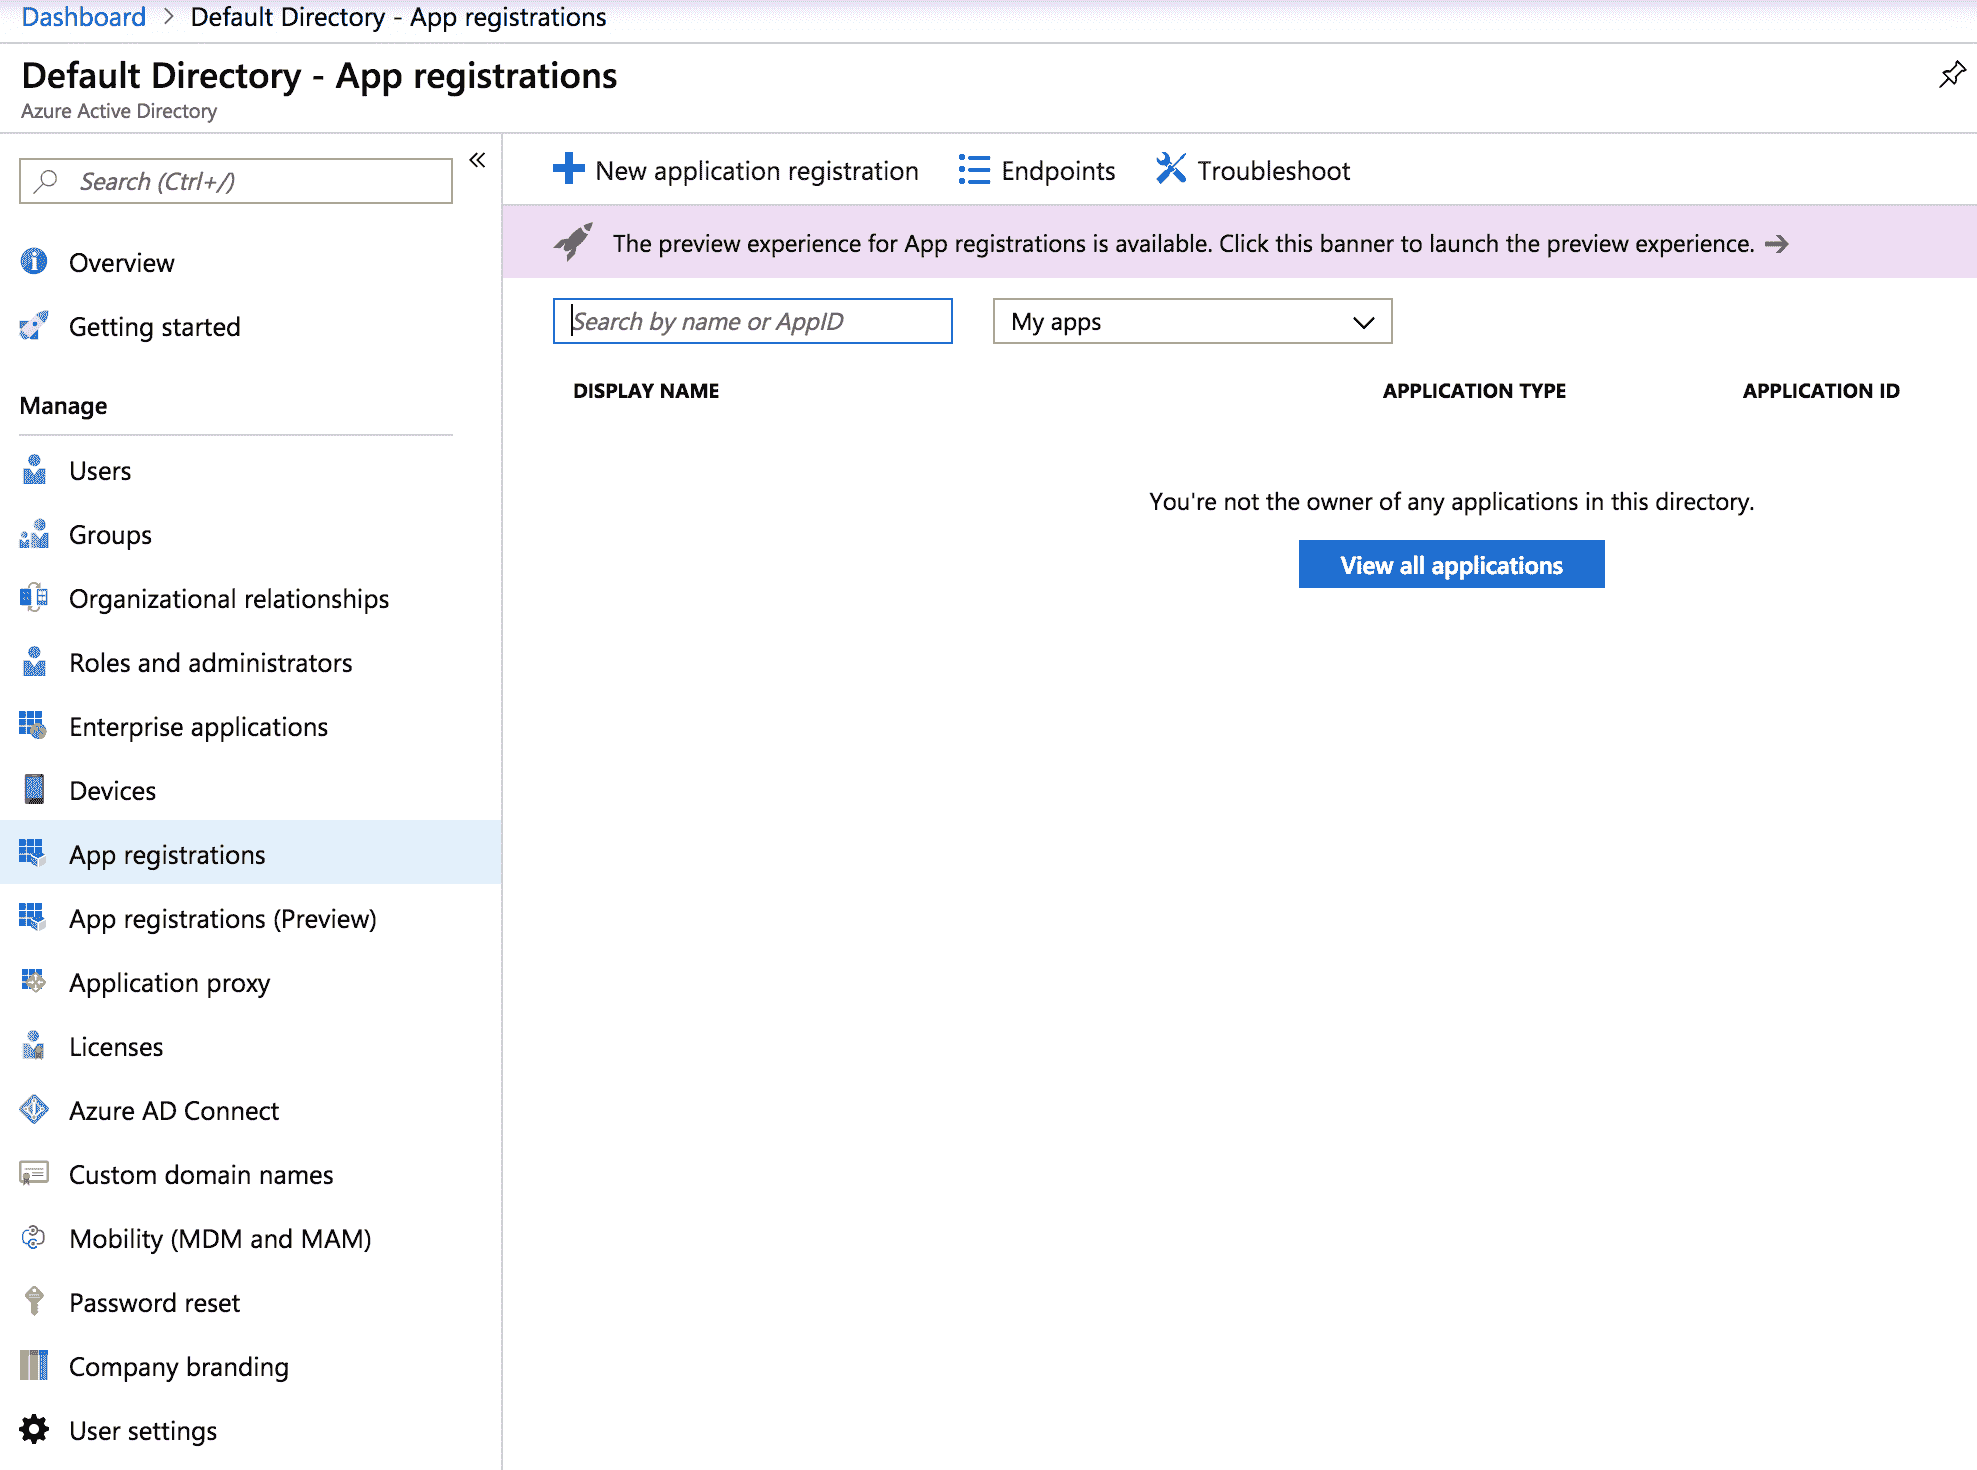 Dashboard > Default Directory - App registrations
Default Directory - App registrations
Azure Active Directory
Search (Ctrl+/)
«
Overview
Getting started
Manage
Users
Groups
Organizational relationships
Roles and administrators
Enterprise applications
Devices
App registrations
App registrations (Preview)
Application proxy
Licenses
Azure AD Connect
Custom domain names
Mobility (MDM and MAM)
Password reset
Company branding
User settings
New application registration Endpoints Troubleshoot
The preview experience for App registrations is available. Click this banner to launch the preview experience. →
Search by name or AppID My apps
DISPLAY NAME APPLICATION TYPE APPLICATION ID
You're not the owner of any applications in this directory.
View all applications